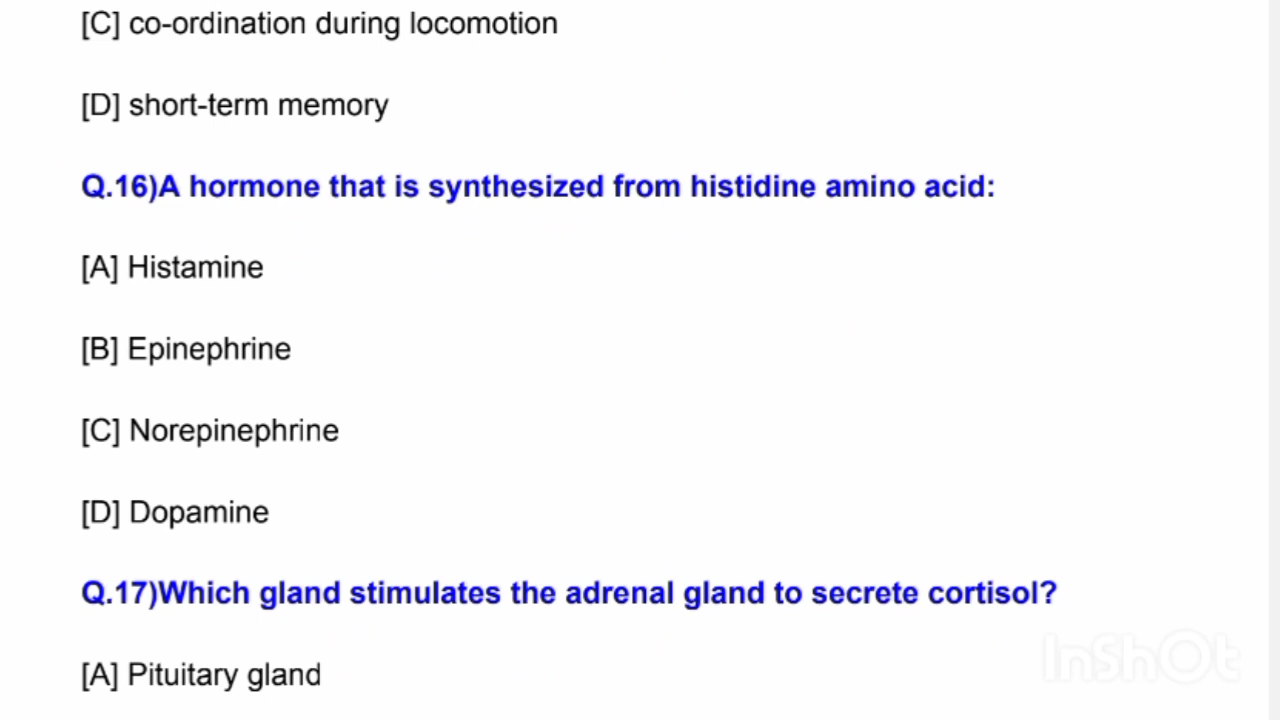 [C] co-ordination during locomotion
[D] short-term memory
Q.16)A hormone that is synthesized from histidine amino acid:
[A] Histamine
[B] Epinephrine
[C] Norepinephrine
[D] Dopamine
Q.17)Which gland stimulates the adrenal gland to secrete cortisol?
[A] Pituitary gland
InShOt